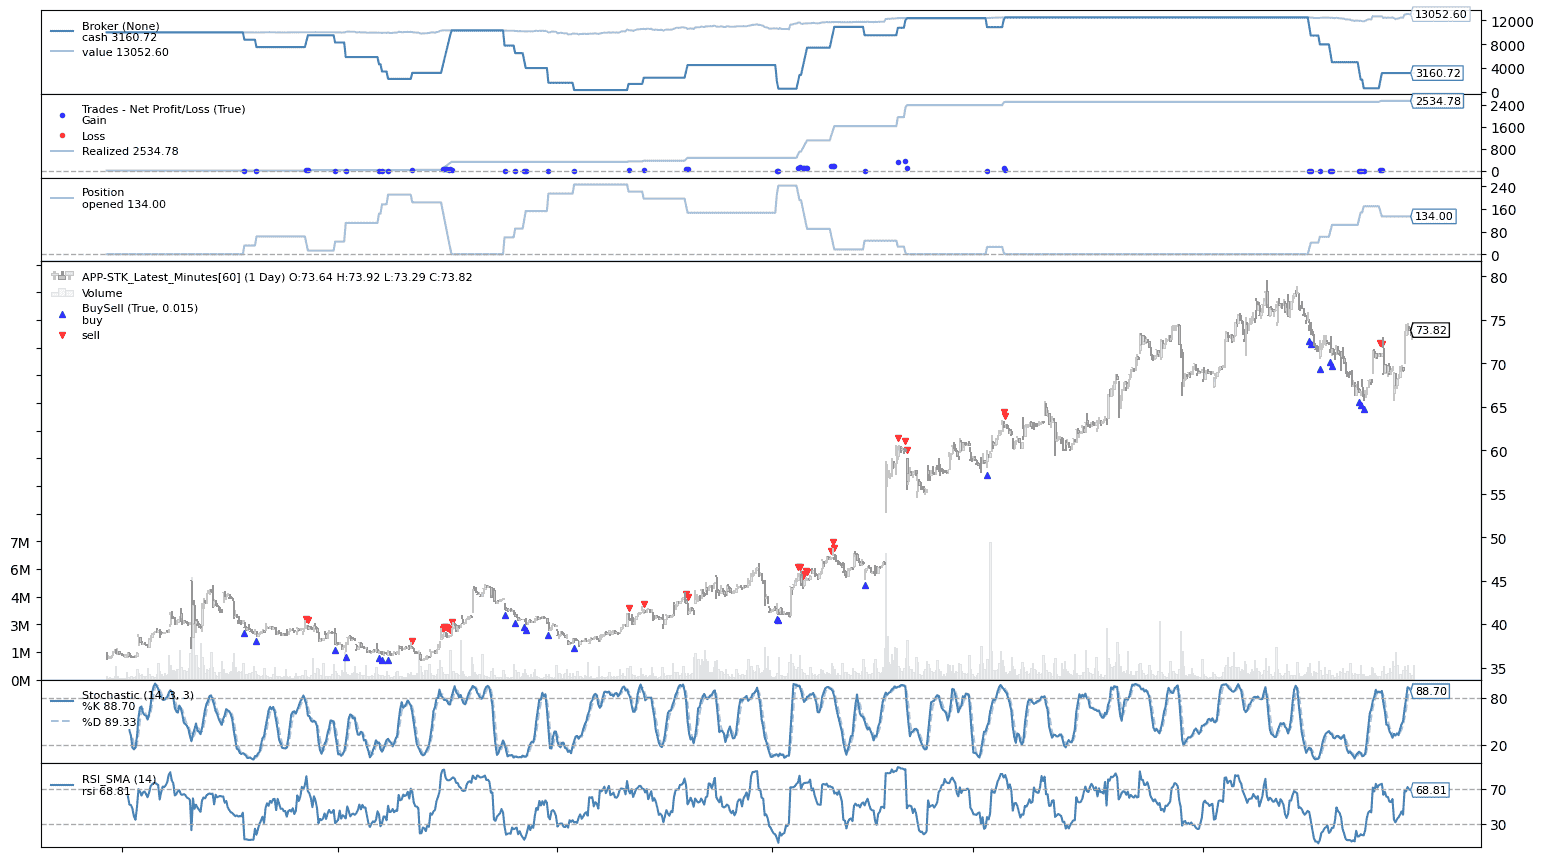 Broker (None)
cash 3160.72
value 13052.60
13052.60
12000
8000
4000
3160.72
0
Trades - Net Profit/Loss (True)
Gain
Loss
Realized 2534.78
2534.78
2400
1600
800
0
Position
opened 134.00
240
134.00
160
80
0
APP-STK_Latest_Minutes[60] (1 Day) O:73.64 H:73.92 L:73.29 C:73.82
Volume
BuySell (True, 0.015)
buy
sell
80
75
73.82
70
65
60
55
50
45
40
35
7M
6M
4M
3M
1M
0M
Stochastic (14, 3, 3)
%K 88.70
%D 89.33
88.70
80
20
RSI_SMA (14)
rsi 68.81
70
68.81
30